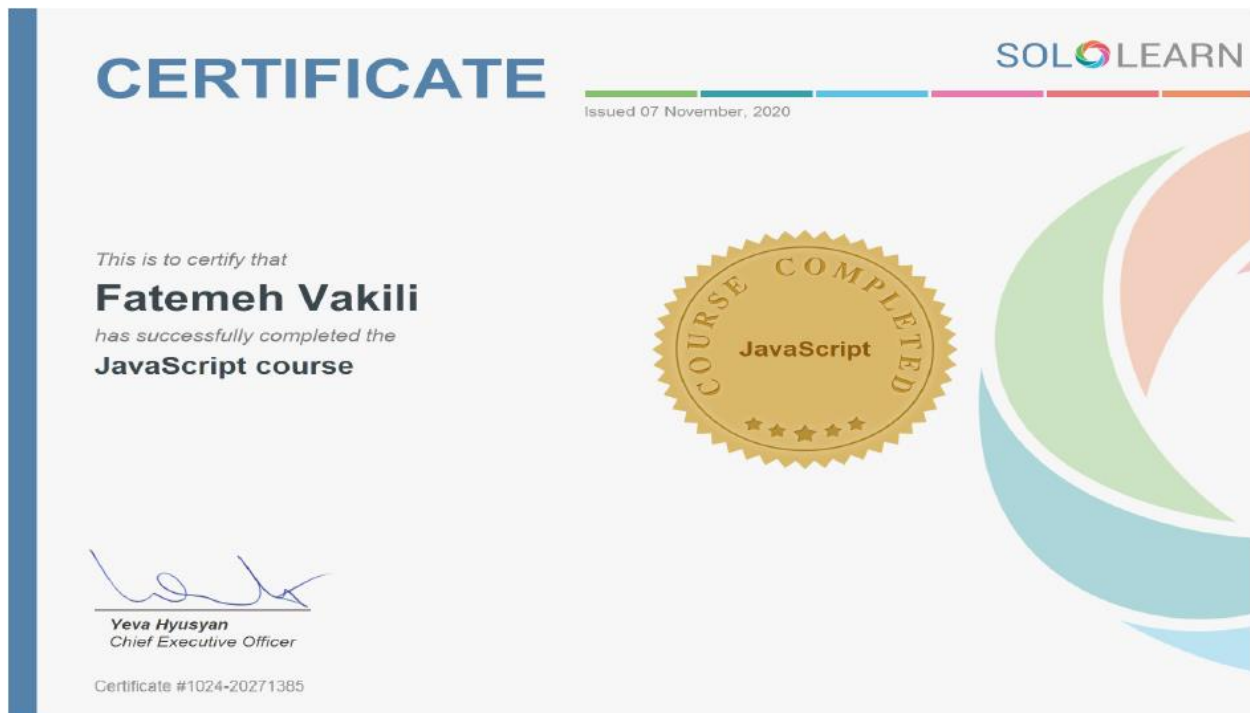 CERTIFICATE
SOLOLEARN
Issued 07 November, 2020
This is to certify that
Fatemeh Vakili
has successfully completed the
JavaScript course
COURSE COMPLETED
JavaScript
Yeva Hyusyan
Chief Executive Officer
Certificate #1024-20271385